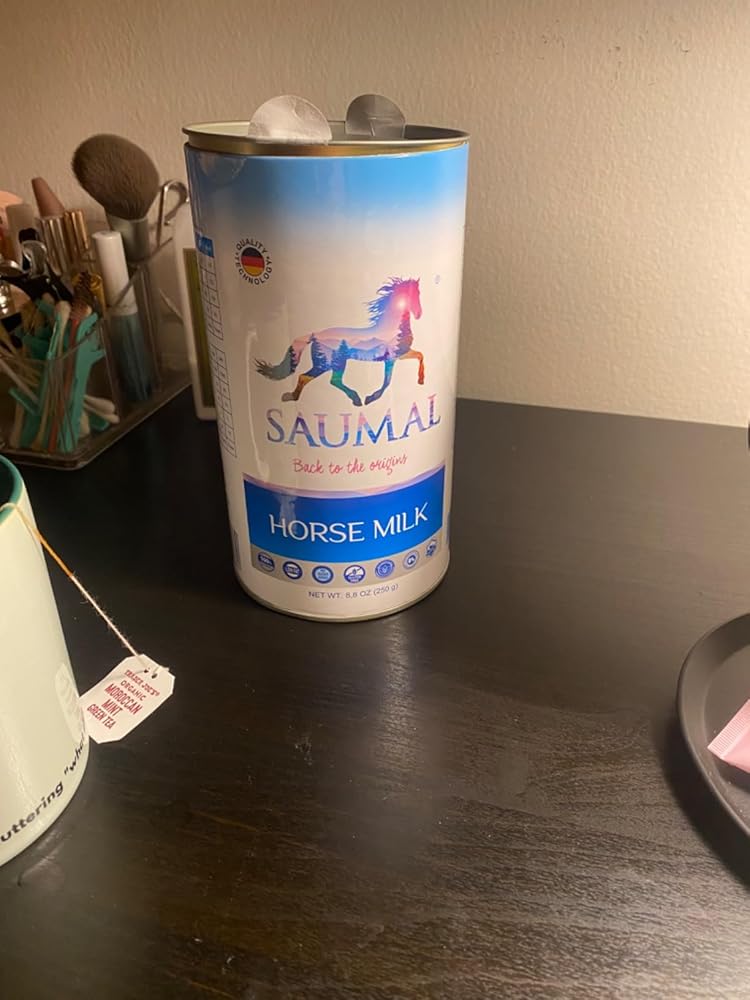 QUALITY
TECHNOLOGY
®
SAUMAL
Back to the origins
HORSE MILK
NET WT. 8,8 OZ (250 g)
TRADER JOE'S®
ORGANIC
MOROCCAN
MINT
GREEN TEA
uttering "wha